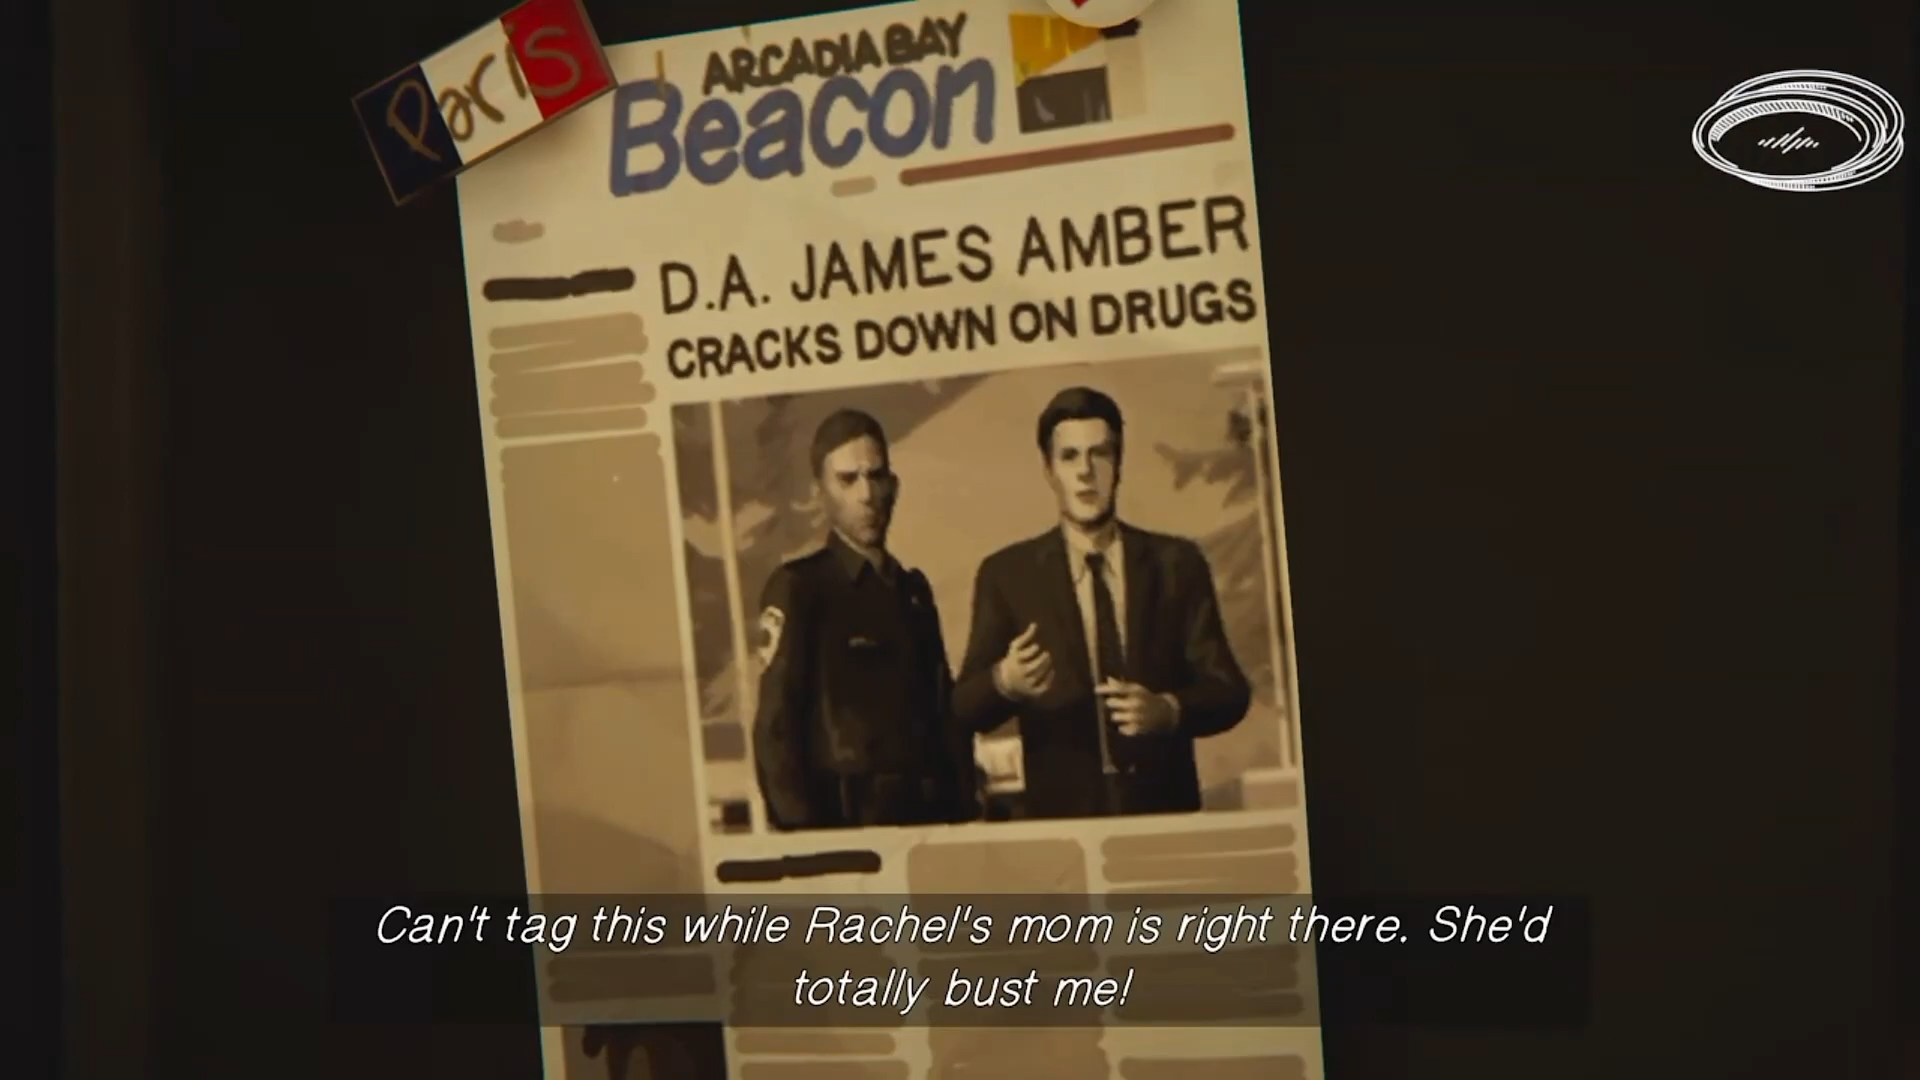 Paris
ARCADIA BAY
Beacon
D.A. JAMES AMBER
CRACKS DOWN ON DRUGS
Can't tag this while Rachel's mom is right there. She'd
totally bust me!